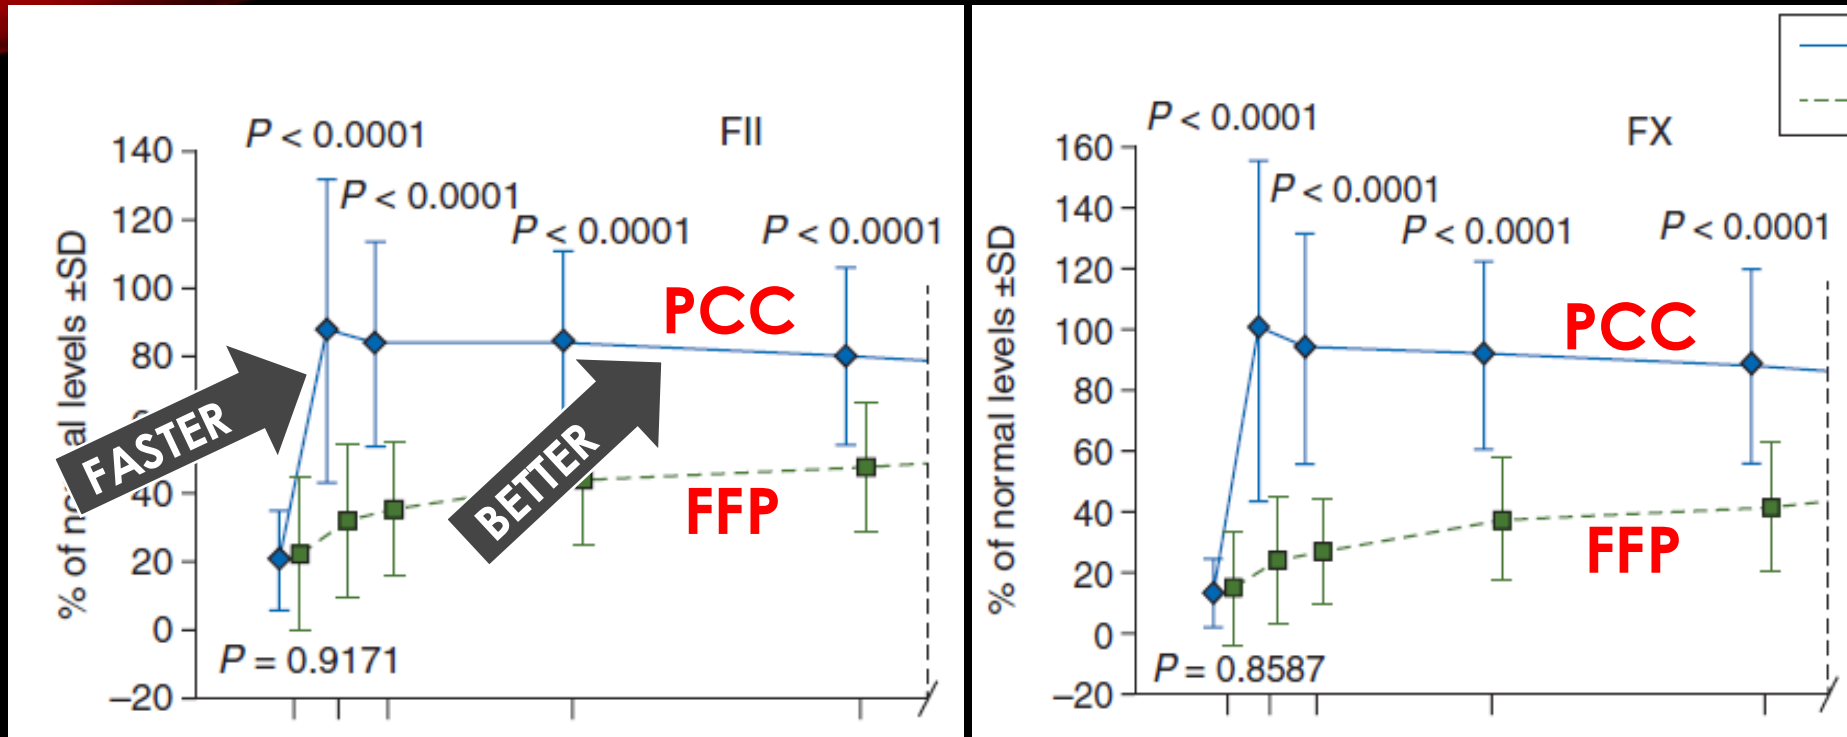 P < 0.0001
FII
140
P < 0.0001
120
P < 0.0001
P < 0.0001
100
PCC
80
FASTER
BETTER
40
FFP
20
0
P = 0.9171
–20
% of normal levels ±SD
P < 0.0001
FX
160
P < 0.0001
140
P < 0.0001
P < 0.0001
120
100
PCC
80
60
40
FFP
20
0
P = 0.8587
–20
% of normal levels ±SD